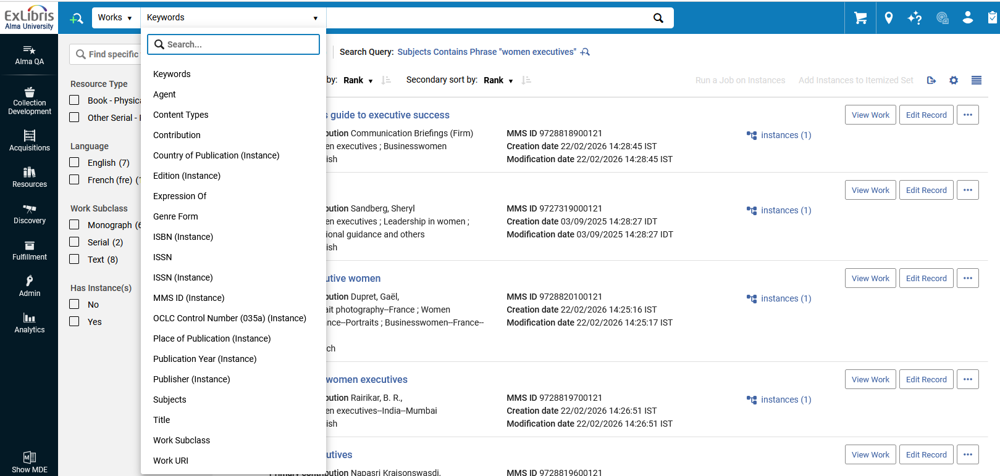 ExLibris
Alma University
Works
Keywords
Alma QA
Collection
Development
Acquisitions
Resources
Discovery
Fulfillment
Admin
Analytics
Show MDE
Find specific
Resource Type
Book - Physica
Other Serial -
Language
English (7)
French (fre)
Work Subclass
Monograph
Serial (2)
Text (8)
Has Instance(s)
No
Yes
Search...
Keywords
Agent
Content Types
Contribution
Country of Publication (Instance)
Edition (Instance)
Expression Of
Genre Form
ISBN (Instance)
ISSN
ISSN (Instance)
MMS ID (Instance)
OCLC Control Number (035a) (Instance)
Place of Publication (Instance)
Publication Year (Instance)
Publisher (Instance)
Subjects
Title
Work Subclass
Work URI
Search Query: Subjects Contains Phrase "women executives"
by: Rank Secondary sort by: Rank
Run a Job on Instances Add Instances to Itemized Set
s guide to executive success
View Work Edit Record
bution Communication Briefings (Firm) MMS ID 9728818900121 instances (1)
en executives ; Businesswomen Creation date 22/02/2026 14:28:45 IST
ish Modification date 22/02/2026 14:28:45 IST
View Work Edit Record
bution Sandberg, Sheryl MMS ID 9727319000121 instances (1)
en executives ; Leadership in women ; Creation date 03/09/2025 14:28:27 IDT
ional guidance and others Modification date 03/09/2025 14:28:27 IDT
ish
utive women
View Work Edit Record
bution Dupret, Gaël, MMS ID 9728820100121 instances (1)
ait photography--France ; Women Creation date 22/02/2026 14:25:16 IST
nce--Portraits ; Businesswomen--France-- Modification date 22/02/2026 14:25:17 IST
ch
women executives
View Work Edit Record
bution Rairikar, B. R., MMS ID 9728819700121 instances (1)
en executives--India--Mumbai Creation date 22/02/2026 14:26:51 IST
ish Modification date 22/02/2026 14:26:51 IST
utives
View Work Edit Record
Primary contribution Napasri Kraisonswasdi, MMS ID 9728819600121